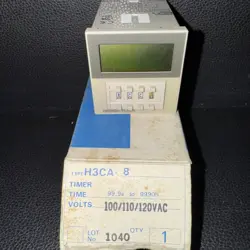 TYPE H3CA 8
TIMER
TIME
VOLTS 100/110/120VAC
LOT No 1040 QTY 1